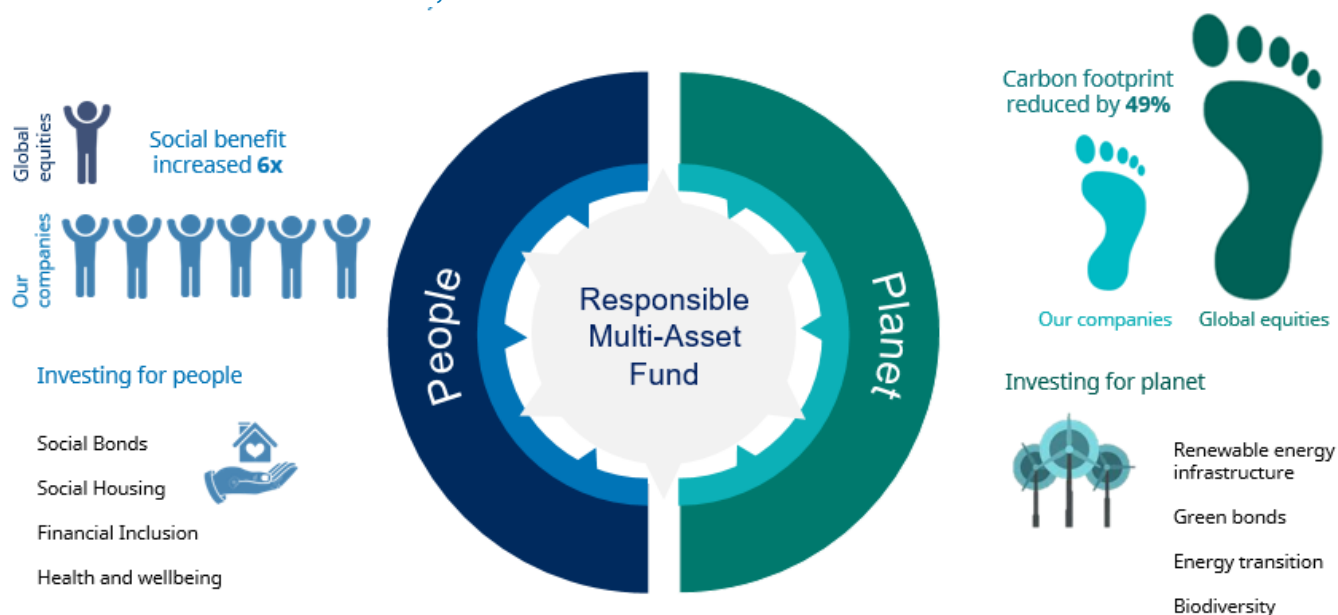 Global
equities
Social benefit
increased 6x
Our
companies
Investing for people
Social Bonds
Social Housing
Financial Inclusion
Health and wellbeing
People
Responsible
Multi-Asset
Fund
Planet
Carbon footprint
reduced by 49%
Our companies
Global equities
Investing for planet
Renewable energy
infrastructure
Green bonds
Energy transition
Biodiversity